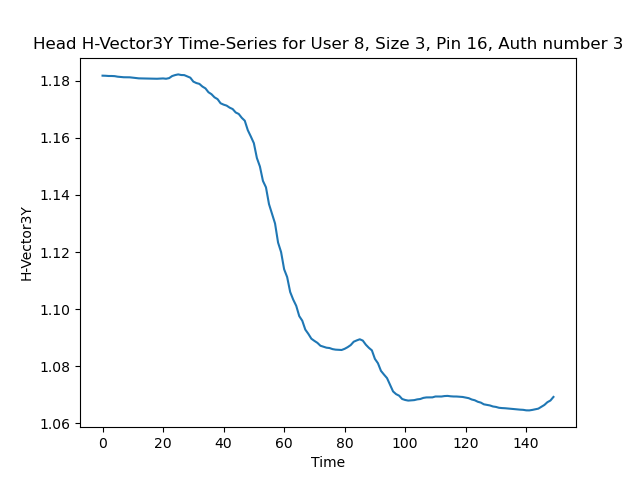 Head H-Vector3Y Time-Series for User 8, Size 3, Pin 16, Auth number 3
1.18
1.16
1.14
1.12
1.10
1.08
1.06
H-Vector3Y
0 20 40 60 80 100 120 140
Time